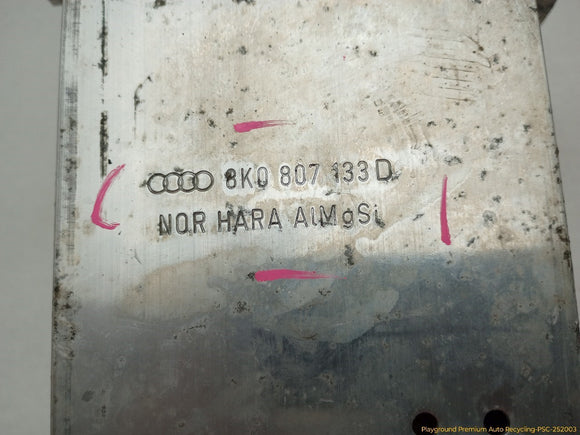 8K0 807 133 D
NOR HARA AlMgSi
Playground Premium Auto Recycling-PSC-252003